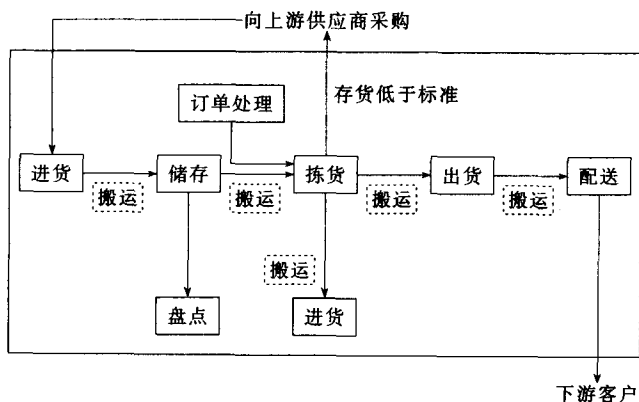 向上游供应商采购
订单处理
存货低于标准
进货
储存
拣货
出货
配送
搬运
搬运
搬运
搬运
搬运
盘点
进货
下游客户